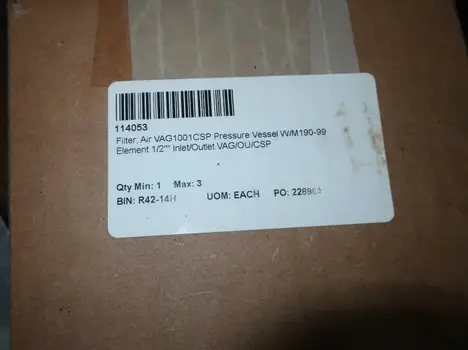 114053
Filter, Air VAG1001CSP Pressure Vessel W/M190-99
Element 1/2"" Inlet/Outlet VAG/OU/CSP
Qty Min: 1 Max: 3
BIN: R42-14H UOM: EACH PO: